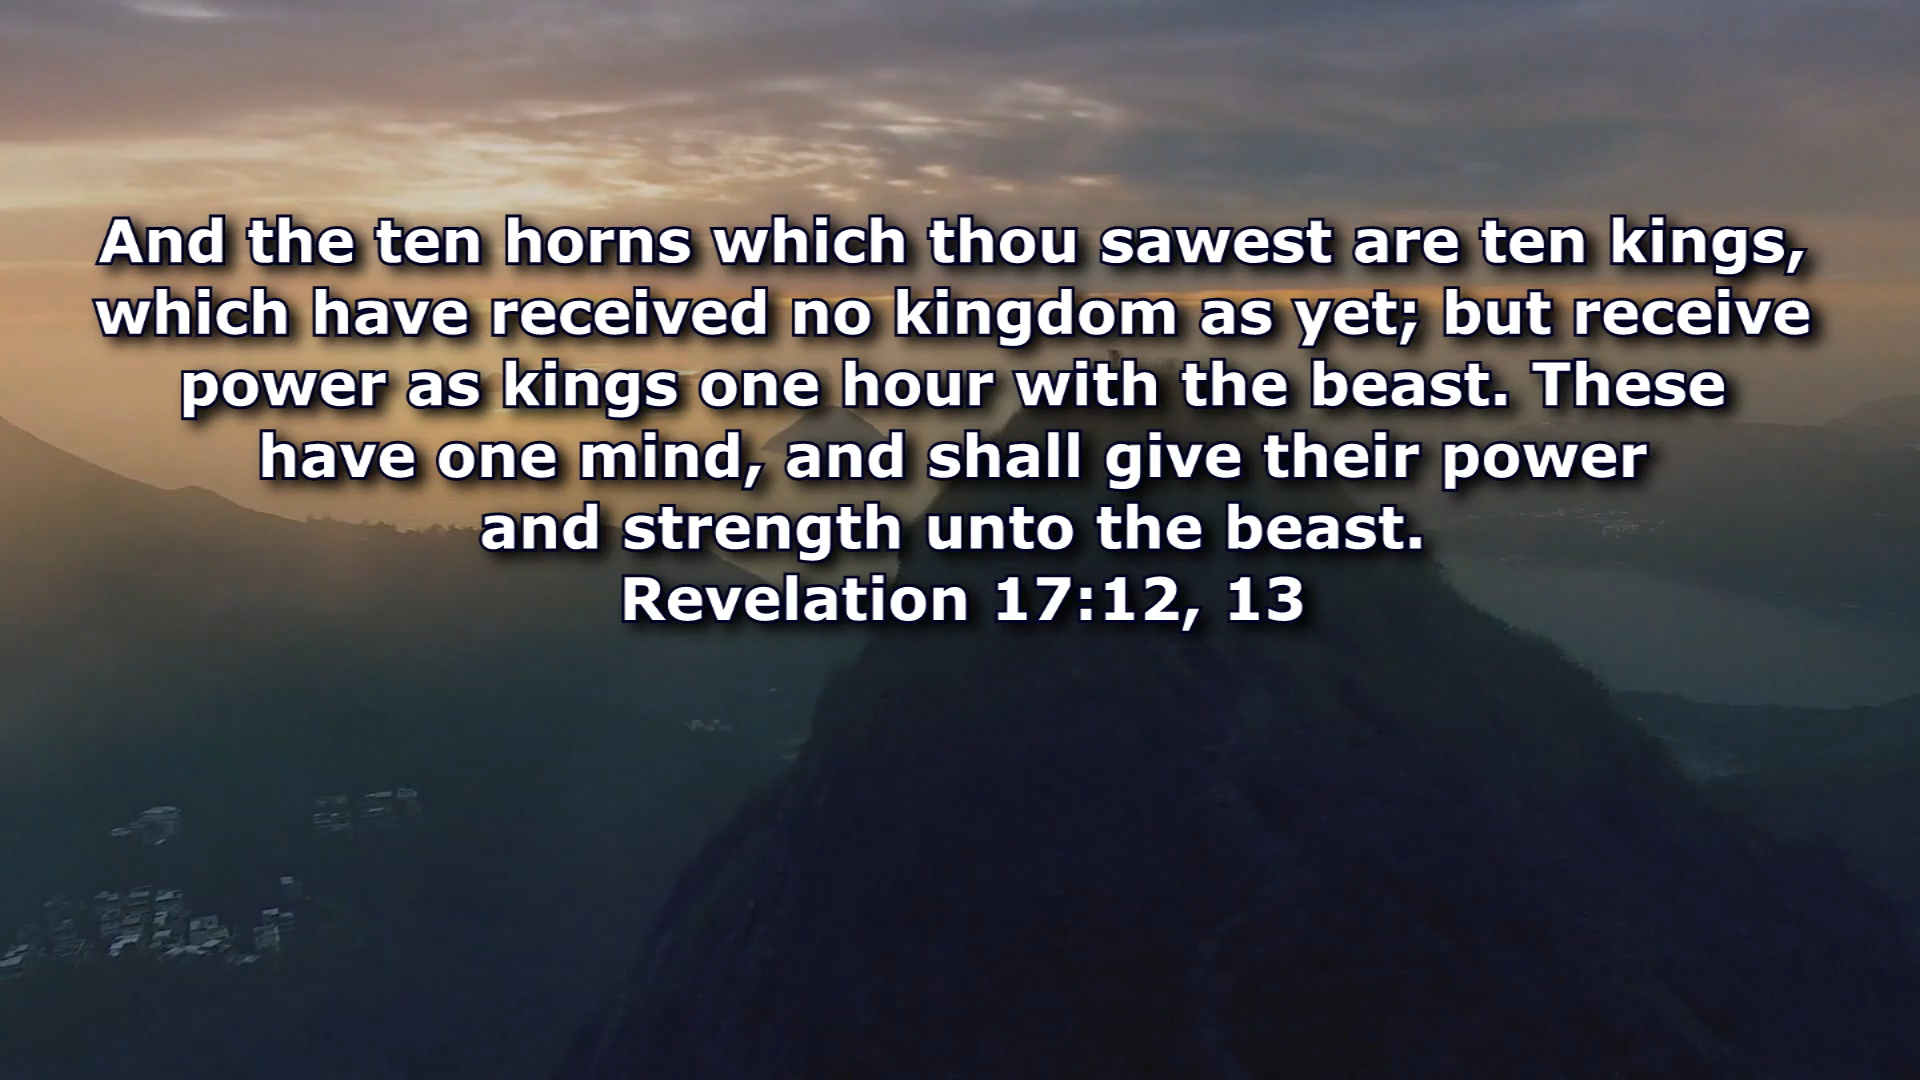 And the ten horns which thou sawest are ten kings,
which have received no kingdom as yet; but receive
power as kings one hour with the beast. These
have one mind, and shall give their power
and strength unto the beast.
Revelation 17:12, 13